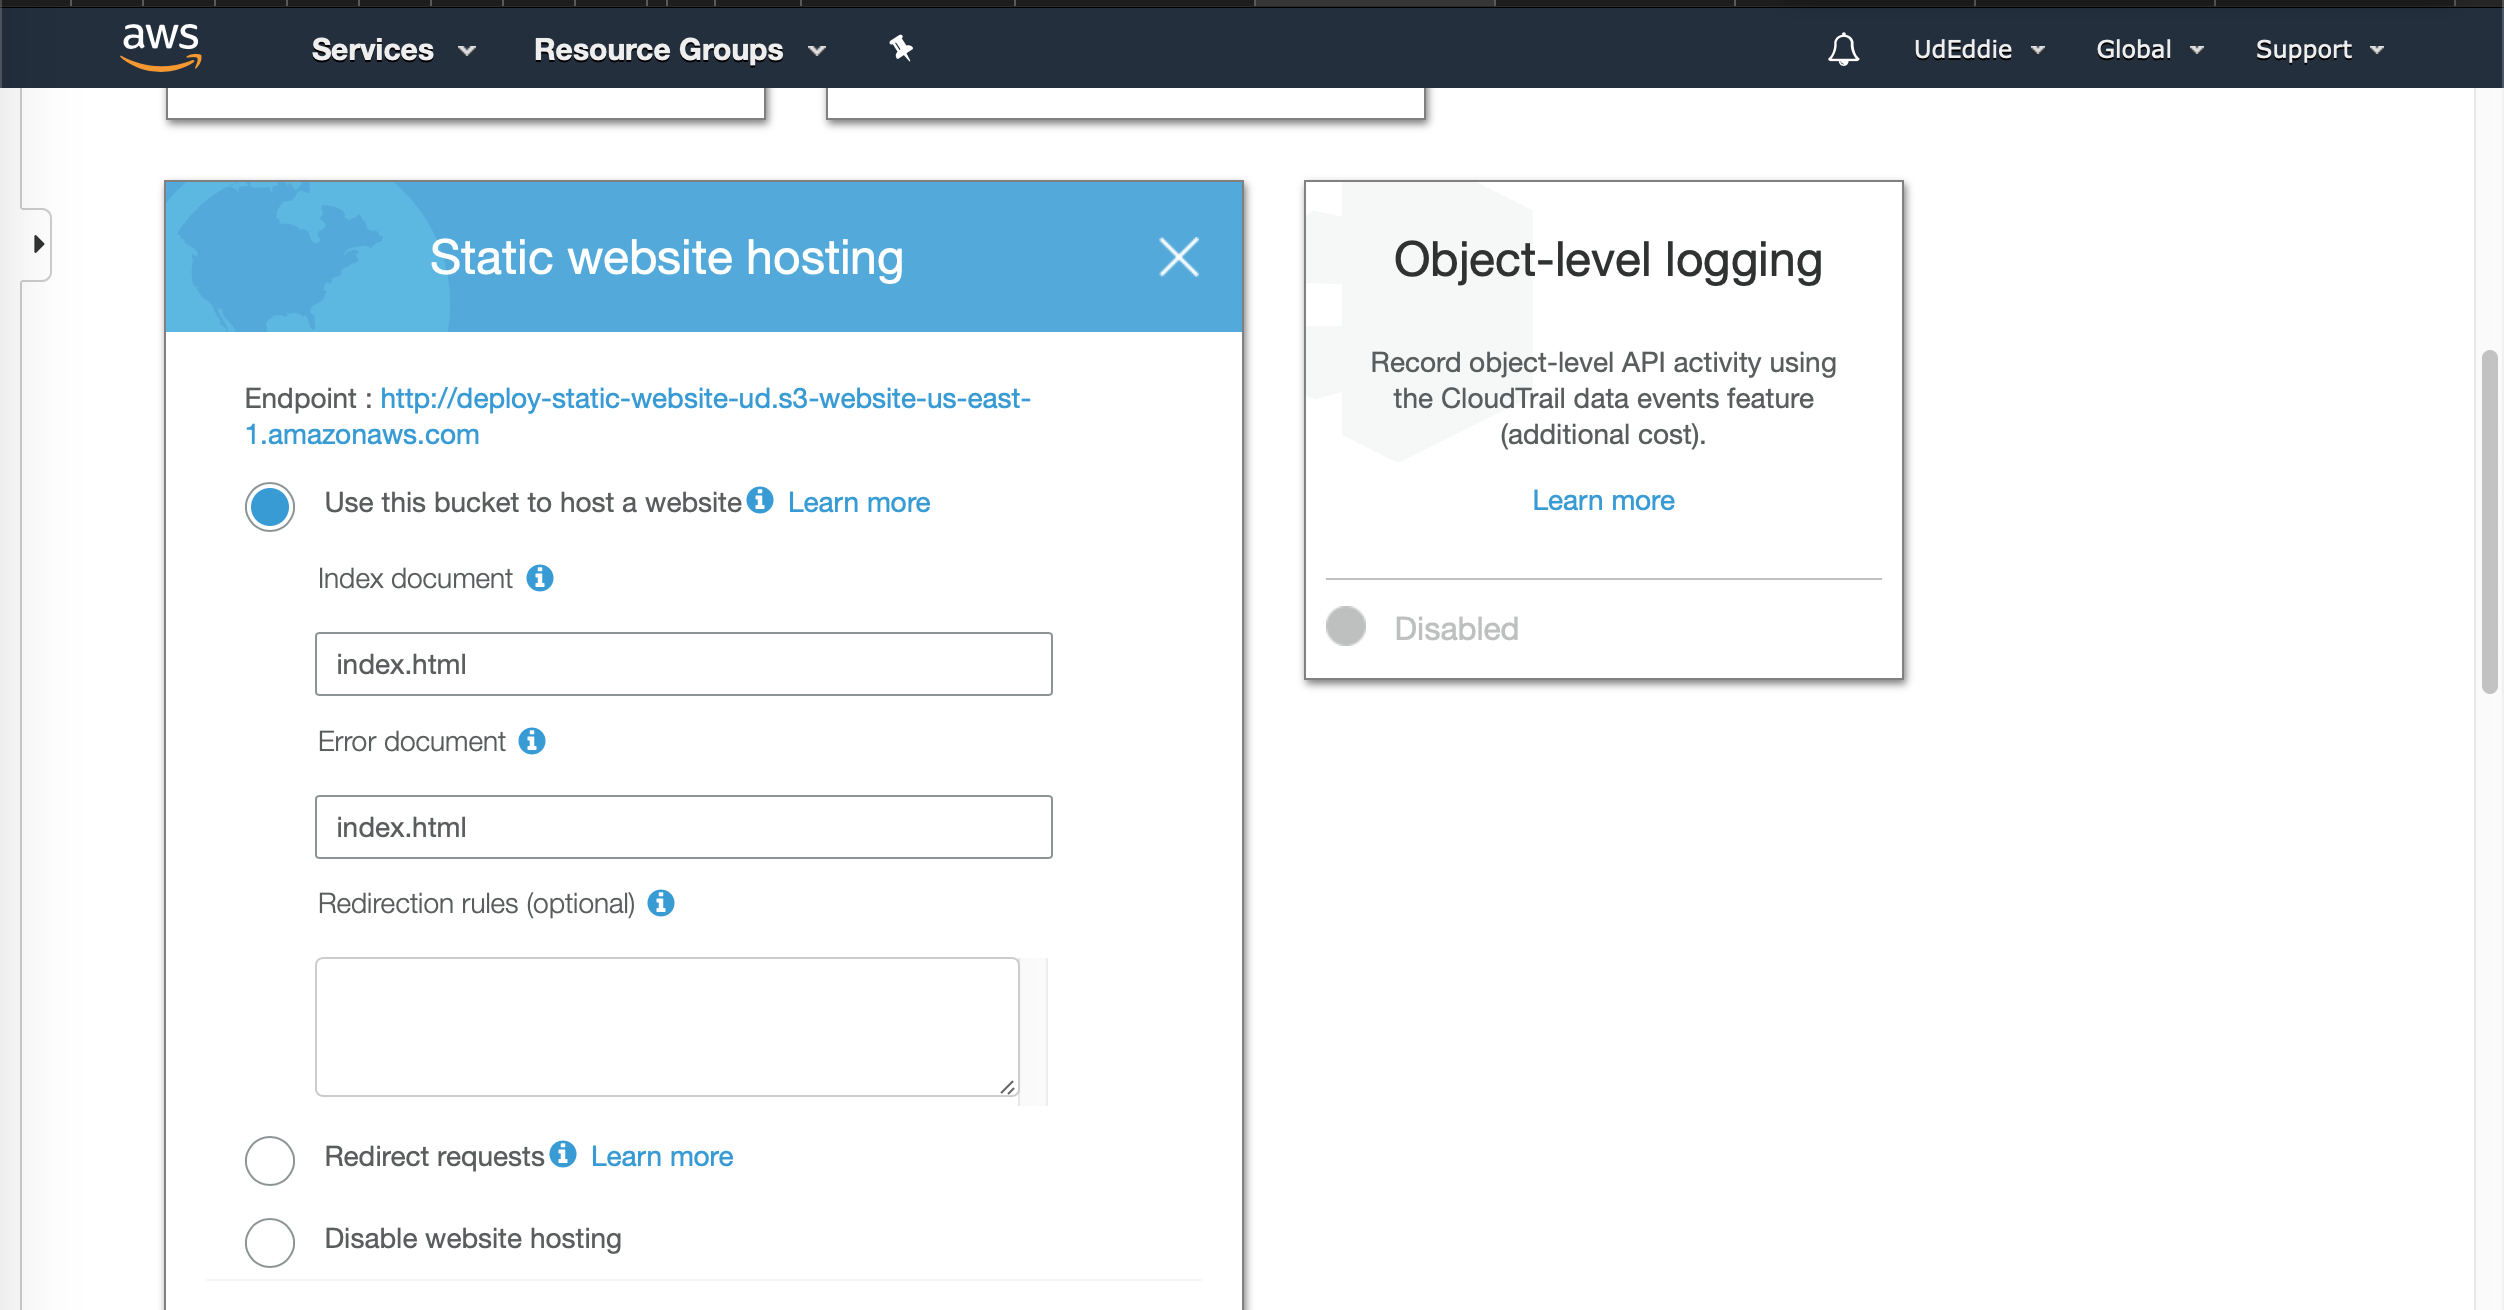 aws
Services
Resource Groups
UdEddie
Global
Support
Static website hosting
Endpoint : http://deploy-static-website-ud.s3-website-us-east-
1.amazonaws.com
Use this bucket to host a website
Learn more
Index document
index.html
Error document
index.html
Redirection rules (optional)
Redirect requests
Learn more
Disable website hosting
Object-level logging
Record object-level API activity using
the CloudTrail data events feature
(additional cost).
Learn more
Disabled